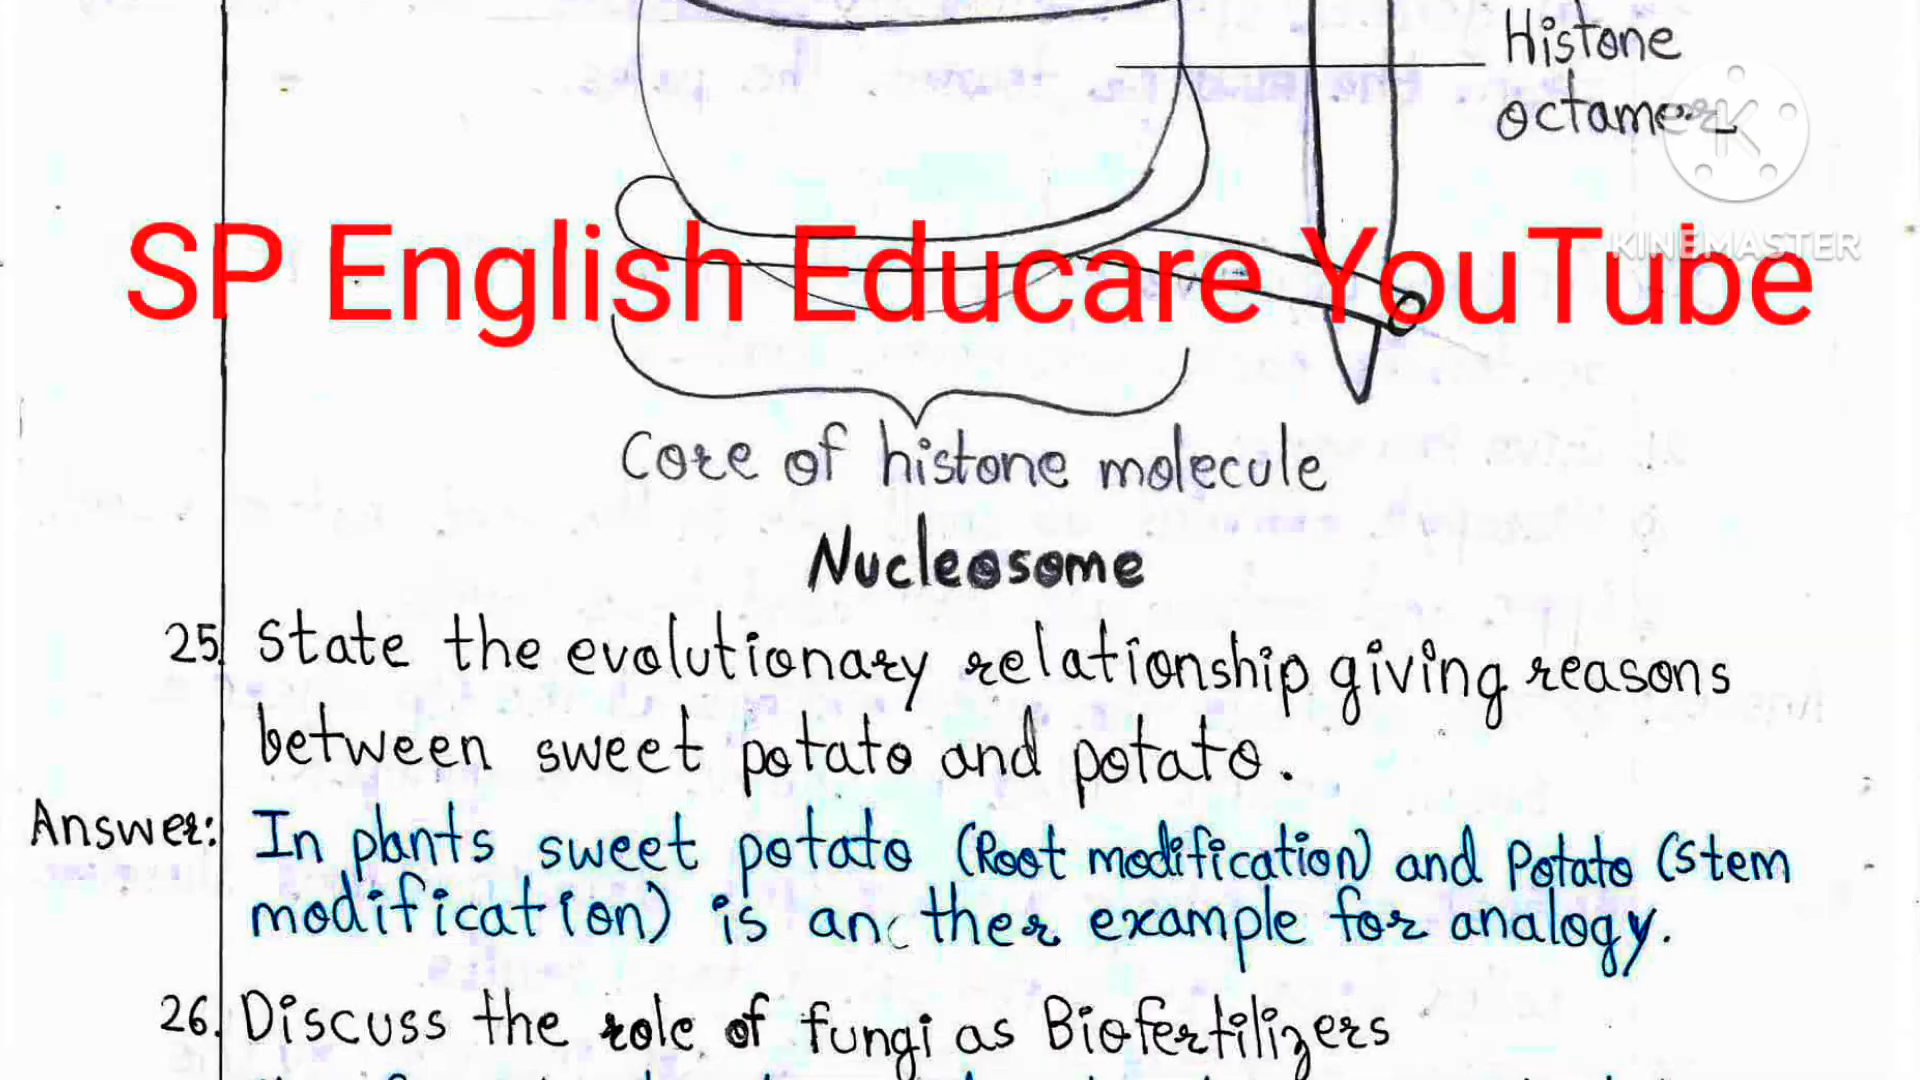 Histone
octamer
KINEMASTER
SP English Educare YouTube
Core of histone molecule
Nucleosome
25. State the evolutionary relationship giving reasons
between sweet potato and potato.
Answer: In plants sweet potato (Root modification) and Potato (Stem
modification) is another example for analogy.
26. Discuss the role of fungi as Biofertilizers